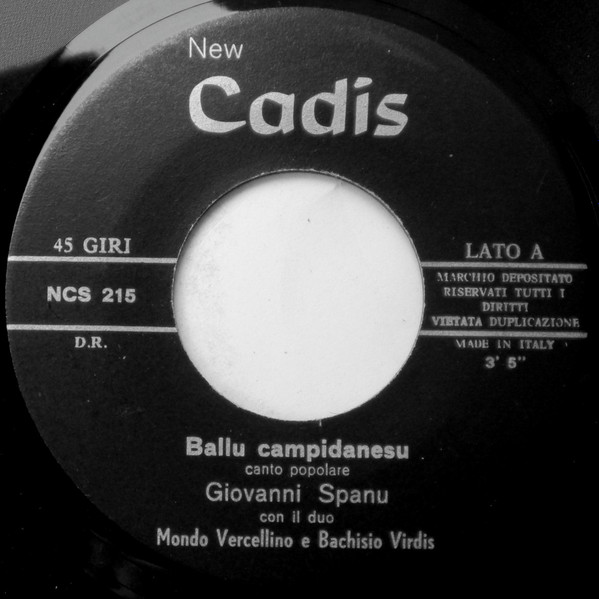 New
Cadis
45 GIRI
NCS 215
D.R.
LATO A
MARCHIO DEPOSITATO
RISERVATI TUTTI I
DIRITTI
VIETATA DUPLICAZIONE
MADE IN ITALY
3' 5"
Ballu campidanesu
canto popolare
Giovanni Spanu
con il duo
Mondo Vercellino e Bachisio Virdis